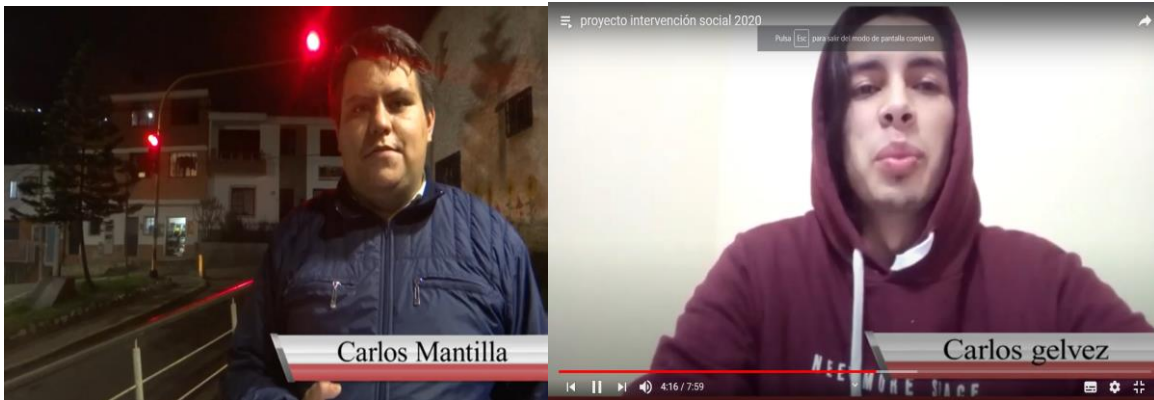 proyecto intervención social 2020
Pulsa Esc para salir del modo de pantalla completa
Carlos Mantilla
Carlos gelvez
4:16 / 7:59